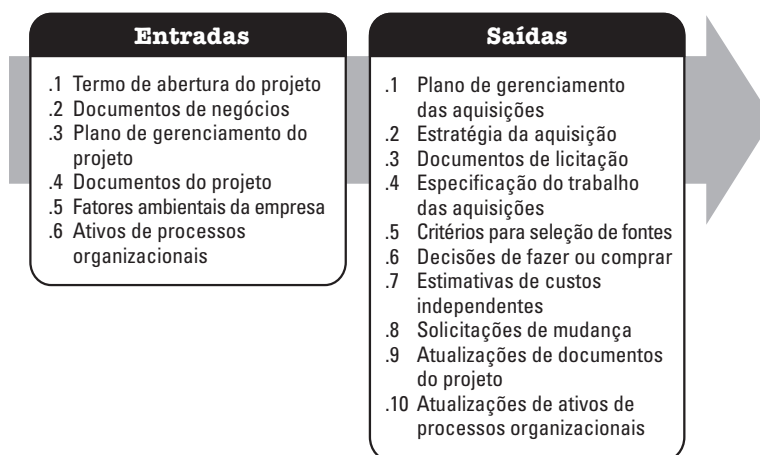 Entradas
.1 Termo de abertura do projeto
.2 Documentos de negócios
.3 Plano de gerenciamento do
projeto
.4 Documentos do projeto
.5 Fatores ambientais da empresa
.6 Ativos de processos
organizacionais
Saídas
.1 Plano de gerenciamento
das aquisições
.2 Estratégia da aquisição
.3 Documentos de licitação
.4 Especificação do trabalho
das aquisições
.5 Critérios para seleção de fontes
.6 Decisões de fazer ou comprar
.7 Estimativas de custos
independentes
.8 Solicitações de mudança
.9 Atualizações de documentos
do projeto
.10 Atualizações de ativos de
processos organizacionais